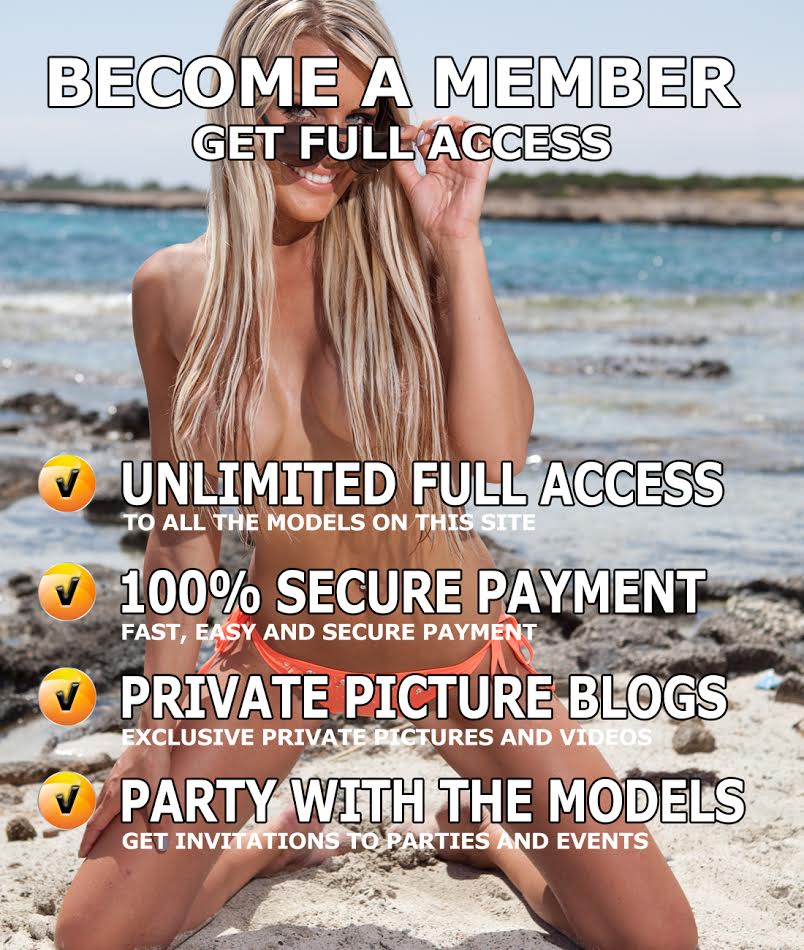 BECOME A MEMBER
GET FULL ACCESS
UNLIMITED FULL ACCESS
TO ALL THE MODELS ON THIS SITE
100% SECURE PAYMENT
FAST, EASY AND SECURE PAYMENT
PRIVATE PICTURE BLOGS
EXCLUSIVE PRIVATE PICTURES AND VIDEOS
PARTY WITH THE MODELS
GET INVITATIONS TO PARTIES AND EVENTS